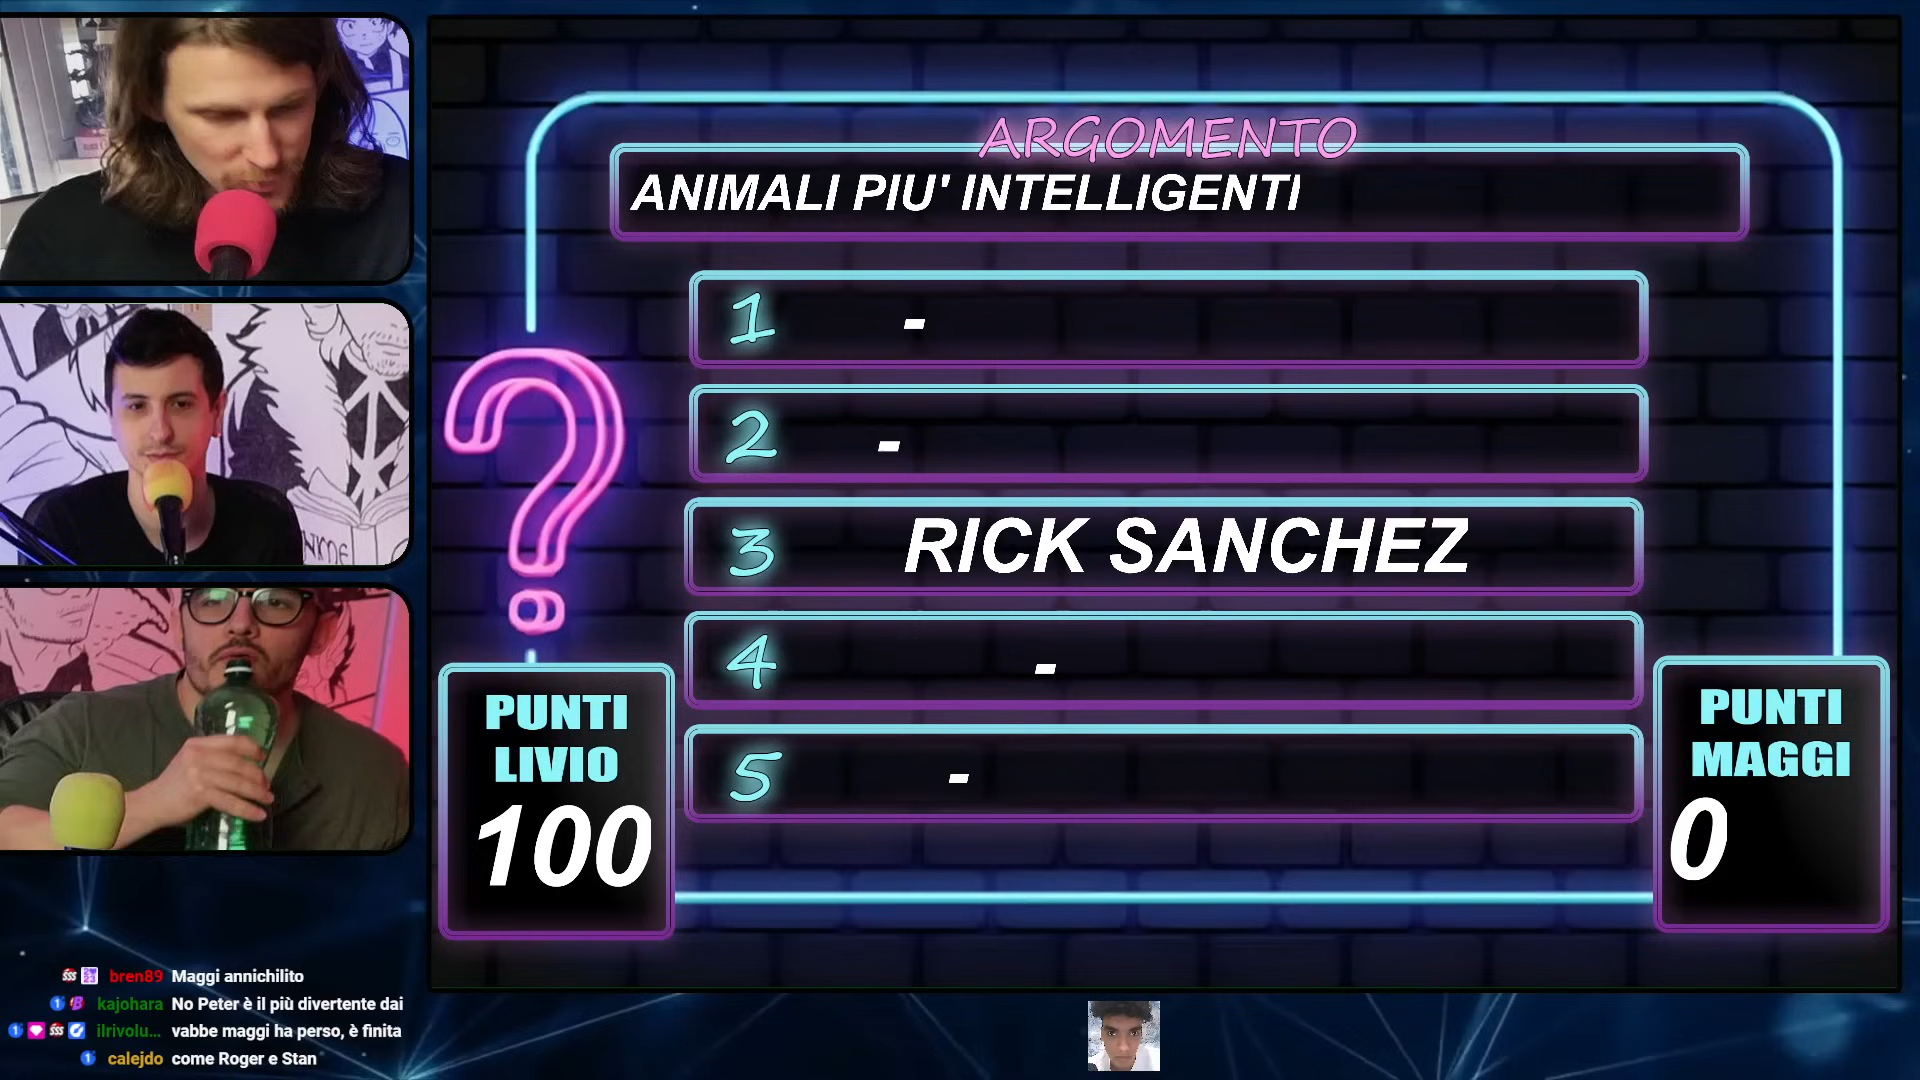 ARGOMENTO
ANIMALI PIU' INTELLIGENTI
1 -
2 -
3 RICK SANCHEZ
4 -
5 -
PUNTI
LIVIO
100
PUNTI
MAGGI
0
bren89 Maggi annichilito
kajohara No Peter è il più divertente dai
ilrivolu... vabbe maggi ha perso, è finita
calejdo come Roger e Stan